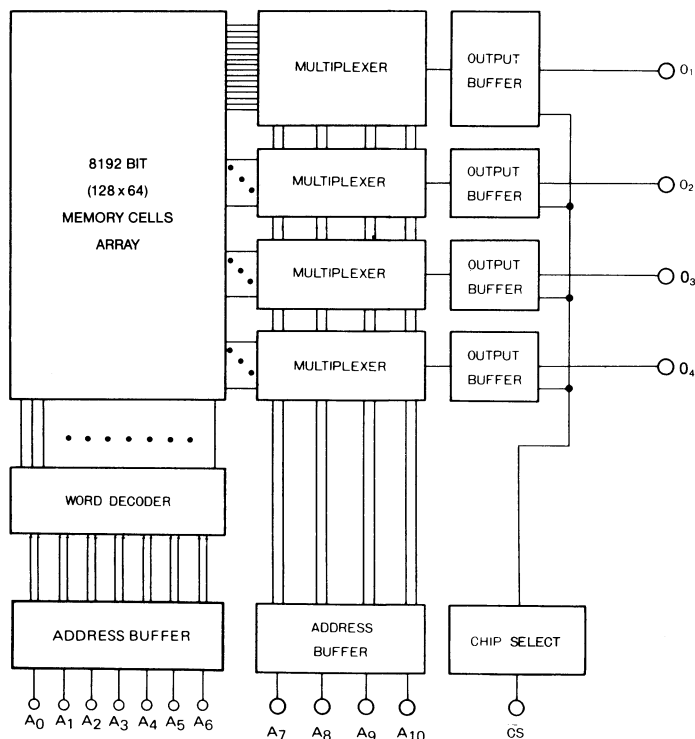 8192 BIT
(128 x 64)
MEMORY CELLS
ARRAY
MULTIPLEXER
OUTPUT
BUFFER
O1
MULTIPLEXER
OUTPUT
BUFFER
O2
MULTIPLEXER
OUTPUT
BUFFER
O3
MULTIPLEXER
OUTPUT
BUFFER
O4
WORD DECODER
ADDRESS BUFFER
ADDRESS
BUFFER
CHIP SELECT
A0 A1 A2 A3 A4 A5 A6 A7 A8 A9 A10 C̅S̅